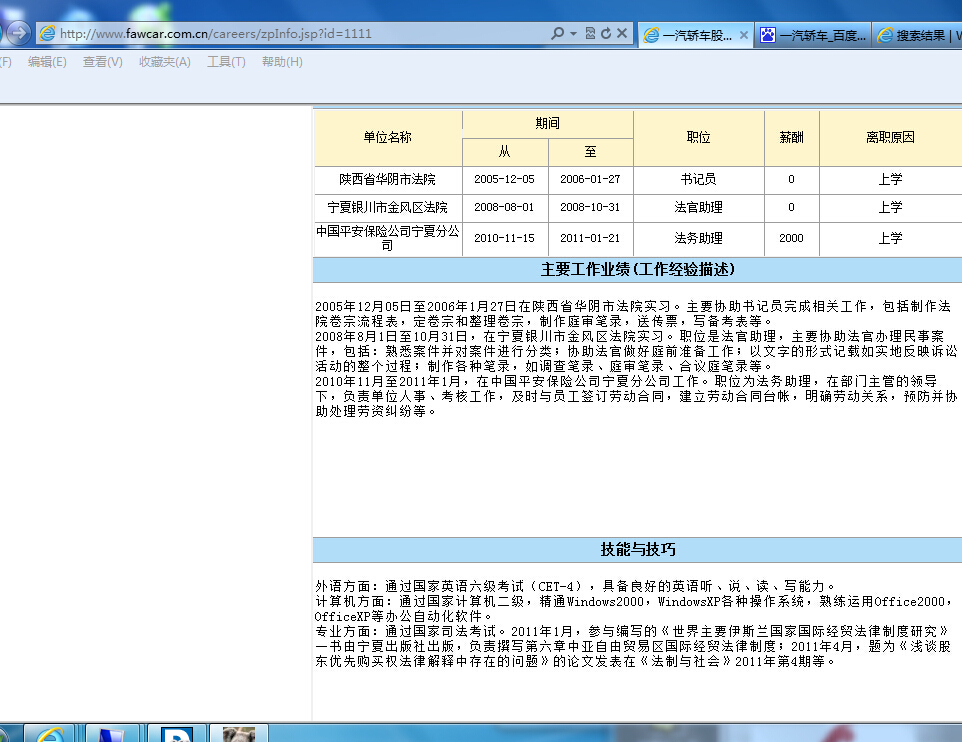 http://www.fawcar.com.cn/careers/zpInfo.jsp?id=1111
一汽轿车股...
一汽轿车_百度...
搜索结果 | W
(F) 编辑(E) 查看(V) 收藏夹(A) 工具(T) 帮助(H)
单位名称 期间 职位 薪酬 离职原因
从 至
陕西省华阴市法院 2005-12-05 2006-01-27 书记员 0 上学
宁夏银川市金风区法院 2008-08-01 2008-10-31 法官助理 0 上学
中国平安保险公司宁夏分公
司 2010-11-15 2011-01-21 法务助理 2000 上学
主要工作业绩(工作经验描述)
2005年12月05日至2006年1月27日在陕西省华阴市法院实习。主要协助书记员完成相关工作，包括制作法
院卷宗流程表，定卷宗和整理卷宗，制作庭审笔录，送传票，写备考表等。
2008年8月1日至10月31日，在宁夏银川市金风区法院实习。职位是法官助理，主要协助法官办理民事案
件，包括：熟悉案件并对案件进行分类；协助法官做好庭前准备工作；以文字的形式记载如实地反映诉讼
活动的整个过程；制作各种笔录，如调查笔录、庭审笔录、合议庭笔录等。
2010年11月至2011年1月，在中国平安保险公司宁夏分公司工作。职位为法务助理，在部门主管的领导
下，负责单位人事、考核工作，及时与员工签订劳动合同，建立劳动合同台帐，明确劳动关系，预防并协
助处理劳资纠纷等。
技能与技巧
外语方面：通过国家英语六级考试（CET-4），具备良好的英语听、说、读、写能力。
计算机方面：通过国家计算机二级，精通Windows2000，WindowsXP各种操作系统，熟练运用Office2000，
OfficeXP等办公自动化软件。
专业方面：通过国家司法考试。2011年1月，参与编写的《世界主要伊斯兰国家国际经贸法律制度研究》
一书由宁夏出版社出版，负责撰写第六章中亚自由贸易区国际经贸法律制度；2011年4月，题为《浅谈股
东优先购买权法律解释中存在的问题》的论文发表在《法制与社会》2011年第4期等。